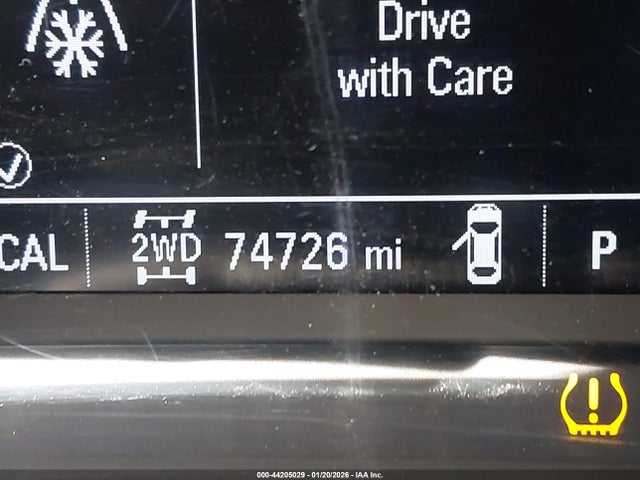 Drive
with Care
CAL
2WD
74726 mi
P
000-44205029 - 01/20/2026 - IAA Inc.